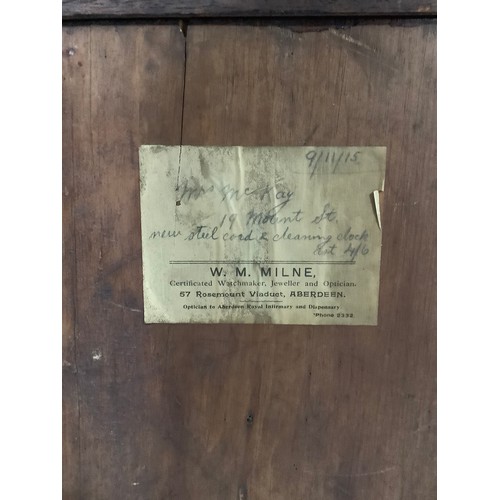 9/11/15
Mrs McKay
19 Mount St.
new steel cord & cleaning clock
Est 4/6
W. M. MILNE,
Certificated Watchmaker, Jeweller and Optician.
57 Rosemount Viaduct, ABERDEEN.
Optician to Aberdeen Royal Infirmary and Dispensary.
'Phone 2322